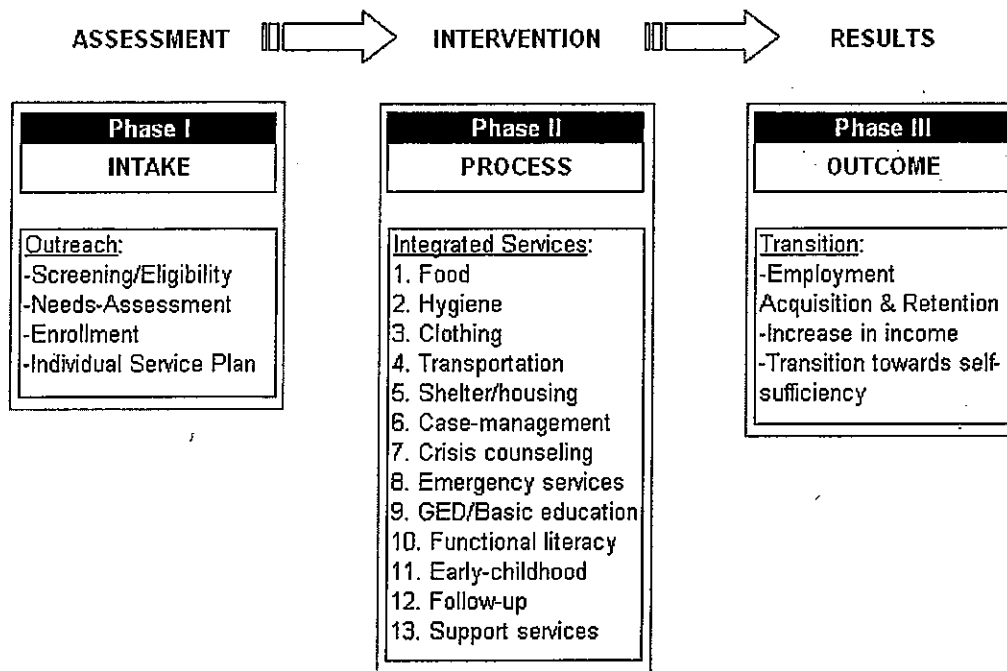 ASSESSMENT
INTERVENTION
RESULTS
Phase I
INTAKE
Outreach:
-Screening/Eligibility
-Needs-Assessment
-Enrollment
-Individual Service Plan
Phase II
PROCESS
Integrated Services:
1. Food
2. Hygiene
3. Clothing
4. Transportation
5. Shelter/housing
6. Case-management
7. Crisis counseling
8. Emergency services
9. GED/Basic education
10. Functional literacy
11. Early-childhood
12. Follow-up
13. Support services
Phase III
OUTCOME
Transition:
-Employment
Acquisition & Retention
-Increase in income
-Transition towards self-
sufficiency